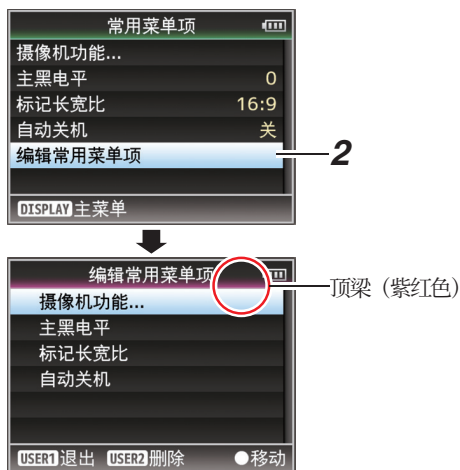 常用菜单项
摄像机功能...
主黑电平 0
标记长宽比 16:9
自动关机 关
编辑常用菜单项
2
DISPLAY 主菜单
编辑常用菜单项
顶梁（紫红色）
摄像机功能...
主黑电平
标记长宽比
自动关机
USER1 退出 USER2 删除 ●移动